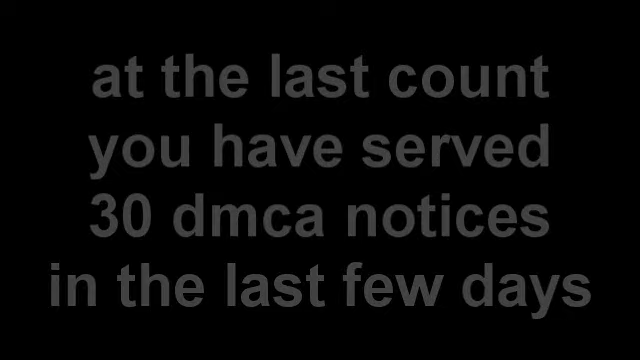 at the last count
you have served
30 dmca notices
in the last few days